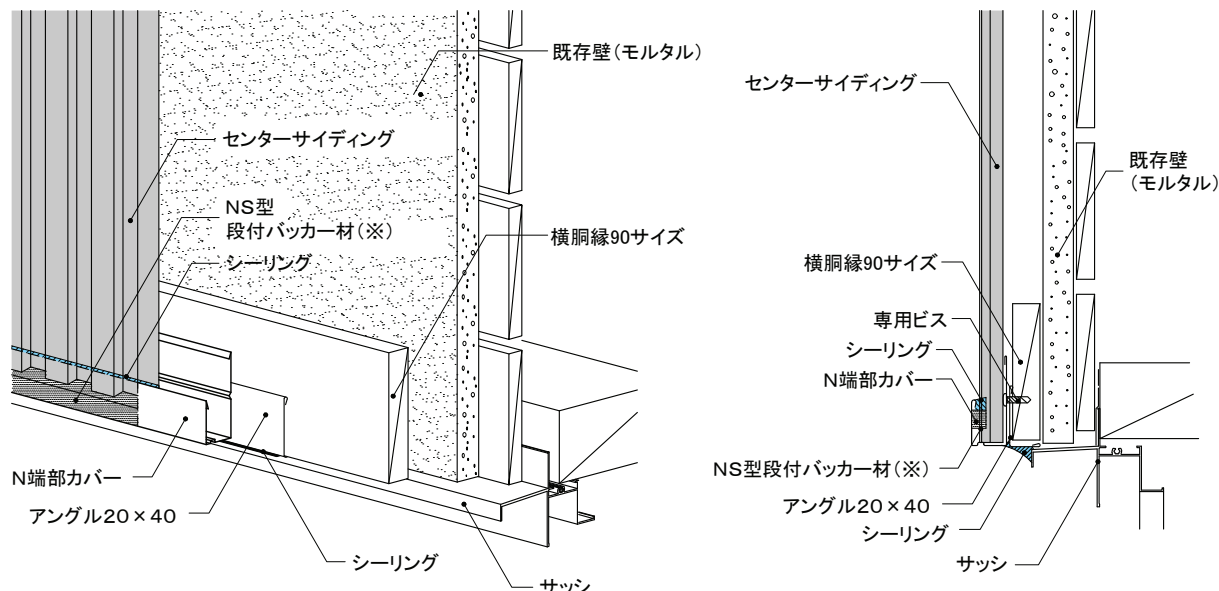 既存壁(モルタル)
センターサイディング
NS型
段付バッカー材(※)
シーリング
横胴縁90サイズ
N端部カバー
アングル20×40
シーリング
サッシ
センターサイディング
既存壁
(モルタル)
横胴縁90サイズ
専用ビス
シーリング
N端部カバー
NS型段付バッカー材(※)
アングル20×40
シーリング
サッシ